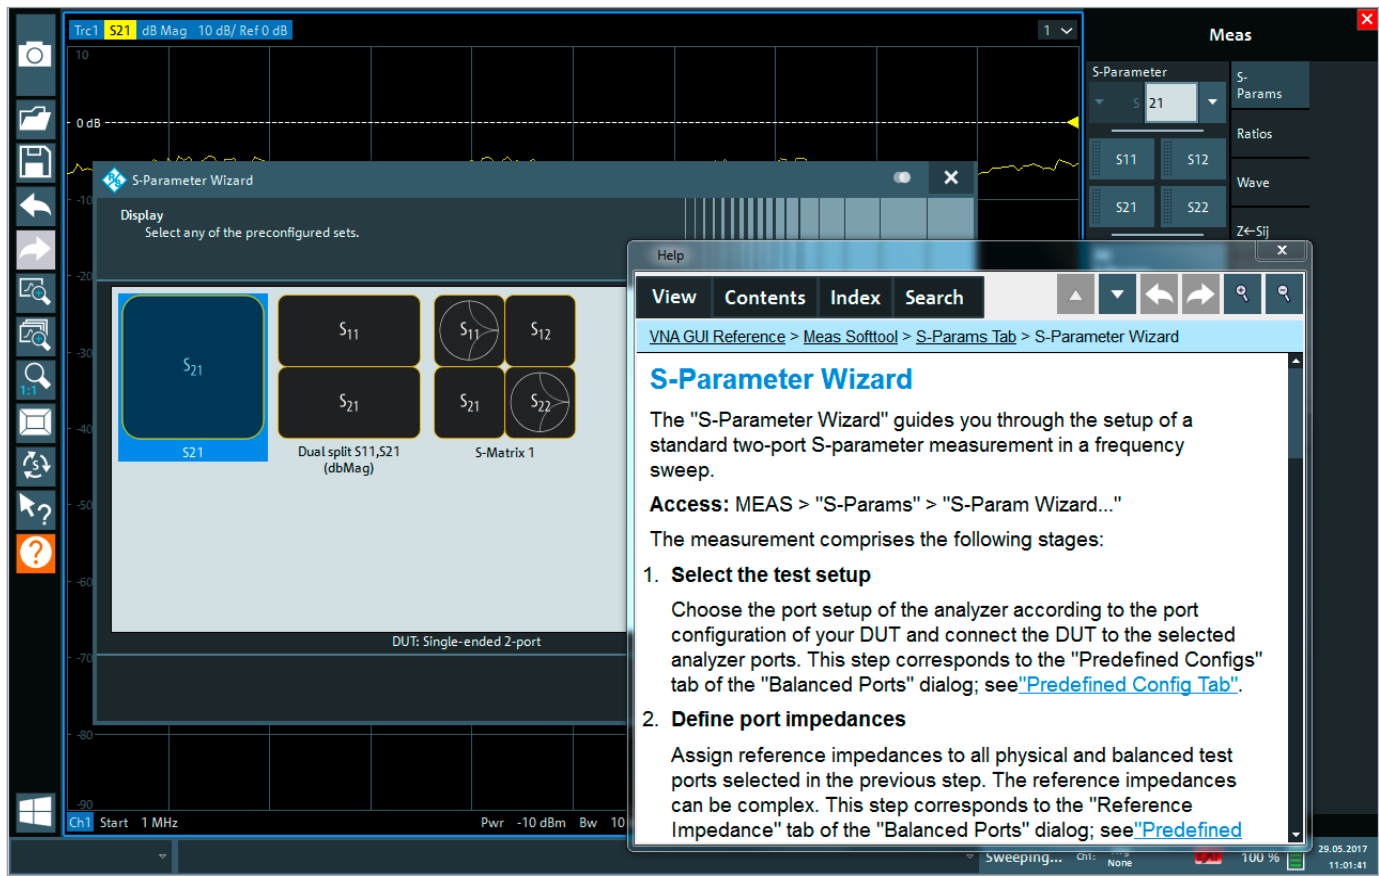 Trc1 S21 dB Mag 10 dB/ Ref 0 dB
1
10
0 dB
-10
-20
-30
-40
-50
-60
-70
-80
-90
1:1
S-Parameter Wizard
Display
Select any of the preconfigured sets.
S21
S11
S21
S11
S12
S21
S22
S21
Dual split S11,S21
(dbMag)
S-Matrix 1
DUT: Single-ended 2-port
Ch1 Start 1 MHz
Pwr -10 dBm Bw 10
Meas
S-Parameter
S 21
S11
S12
S21
S22
S-
Params
Ratios
Wave
Z←Sij
Help
X
View
Contents
Index
Search
VNA GUI Reference > Meas Softtool > S-Params Tab > S-Parameter Wizard
S-Parameter Wizard
The "S-Parameter Wizard" guides you through the setup of a
standard two-port S-parameter measurement in a frequency
sweep.
Access: MEAS > "S-Params" > "S-Param Wizard..."
The measurement comprises the following stages:
1. Select the test setup
Choose the port setup of the analyzer according to the port
configuration of your DUT and connect the DUT to the selected
analyzer ports. This step corresponds to the "Predefined Configs"
tab of the "Balanced Ports" dialog; see"Predefined Config Tab".
2. Define port impedances
Assign reference impedances to all physical and balanced test
ports selected in the previous step. The reference impedances
can be complex. This step corresponds to the "Reference
Impedance" tab of the "Balanced Ports" dialog; see"Predefined
Sweeping...
Ch1:
None
100 %
29.05.2017
11:01:41